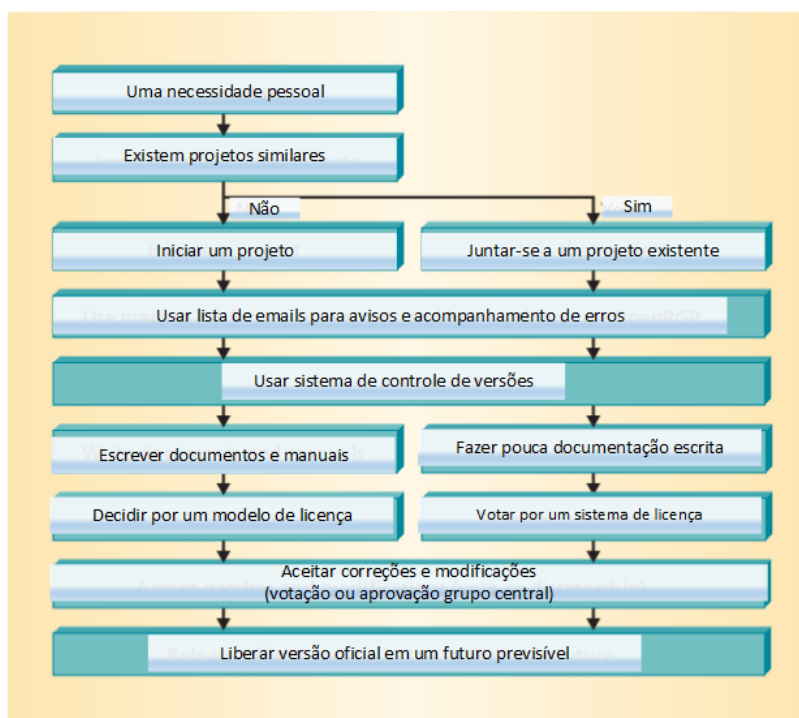 Uma necessidade pessoal
Existem projetos similares
Não
Sim
Iniciar um projeto
Juntar-se a um projeto existente
Usar lista de emails para avisos e acompanhamento de erros
Usar sistema de controle de versões
Escrever documentos e manuais
Fazer pouca documentação escrita
Decidir por um modelo de licença
Votar por um sistema de licença
Aceitar correções e modificações
(votação ou aprovação grupo central)
Liberar versão oficial em um futuro previsível